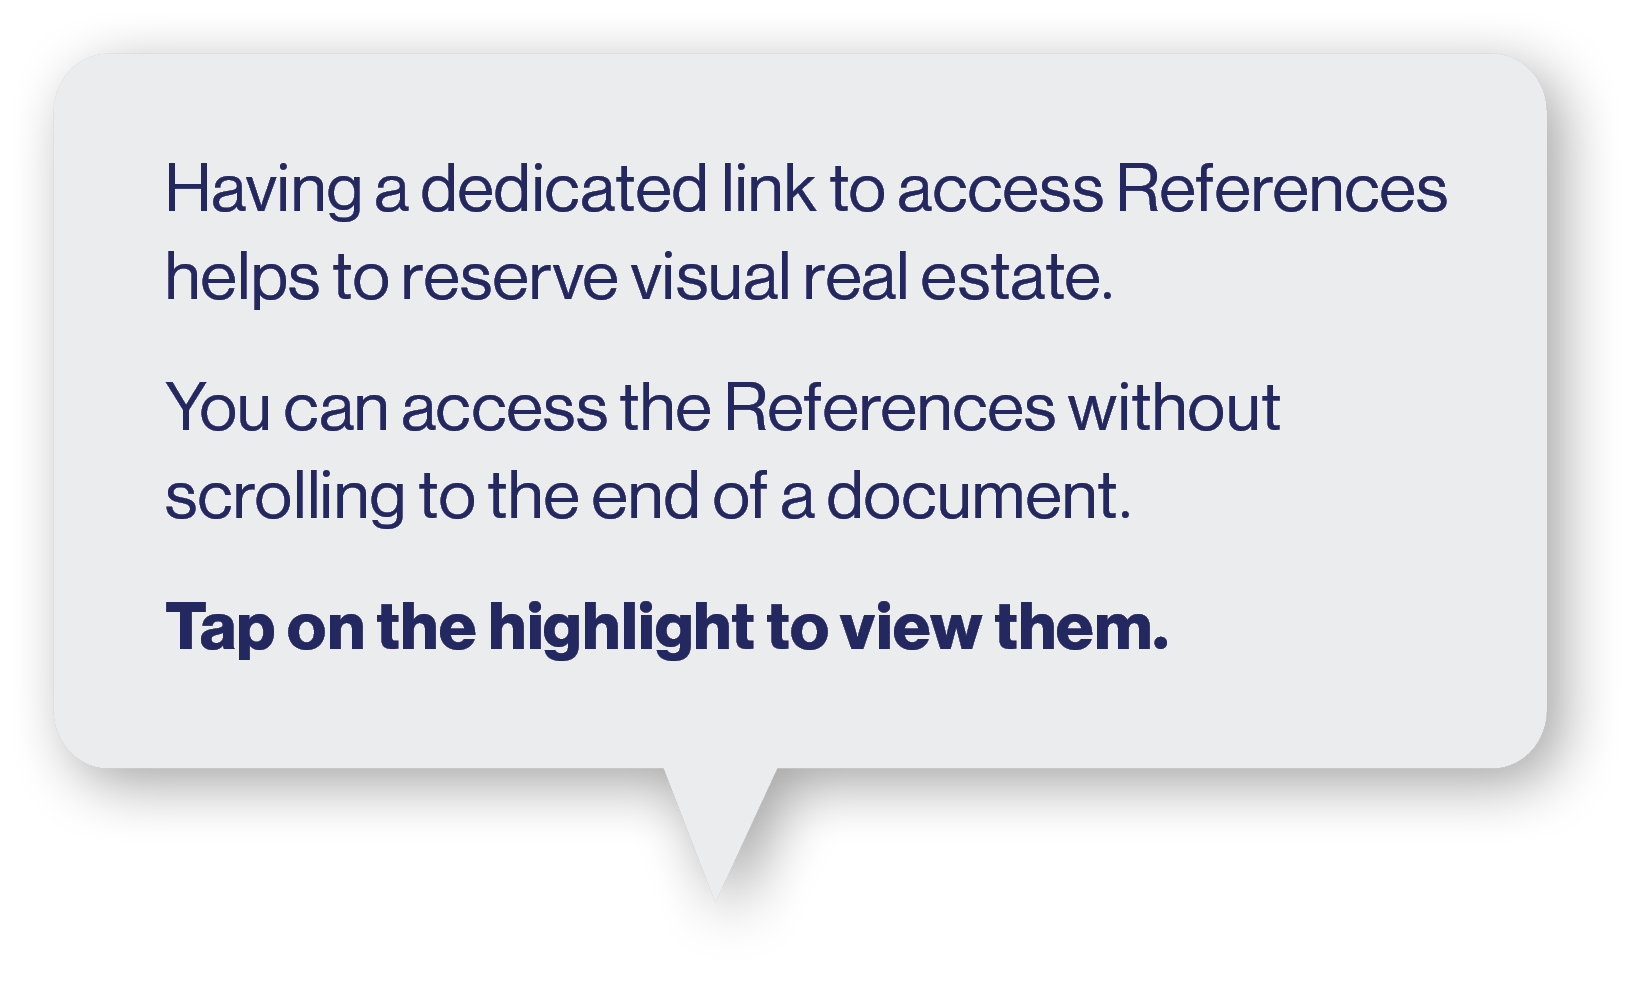 Having a dedicated link to access References
helps to reserve visual real estate.
You can access the References without
scrolling to the end of a document.
Tap on the highlight to view them.